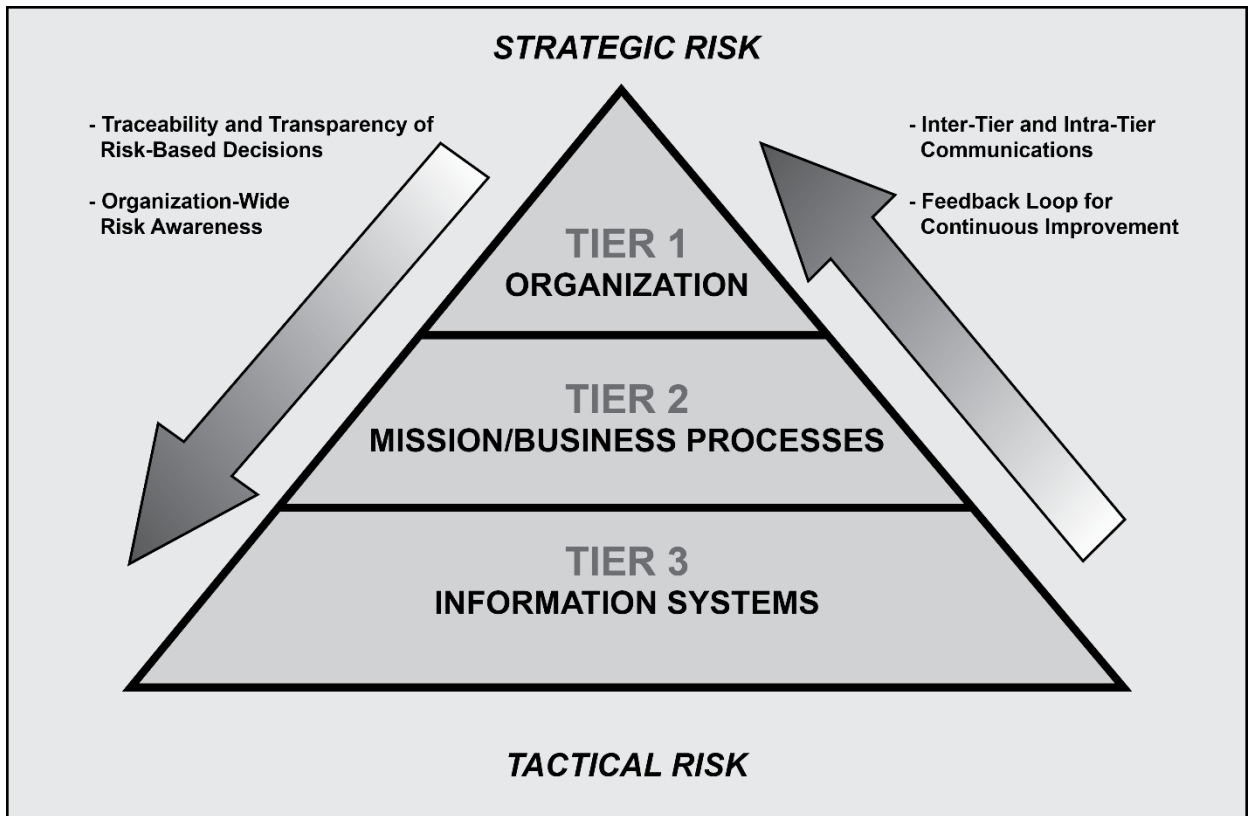 STRATEGIC RISK
- Traceability and Transparency of
Risk-Based Decisions
- Organization-Wide
Risk Awareness
- Inter-Tier and Intra-Tier
Communications
- Feedback Loop for
Continuous Improvement
TIER 1
ORGANIZATION
TIER 2
MISSION/BUSINESS PROCESSES
TIER 3
INFORMATION SYSTEMS
TACTICAL RISK